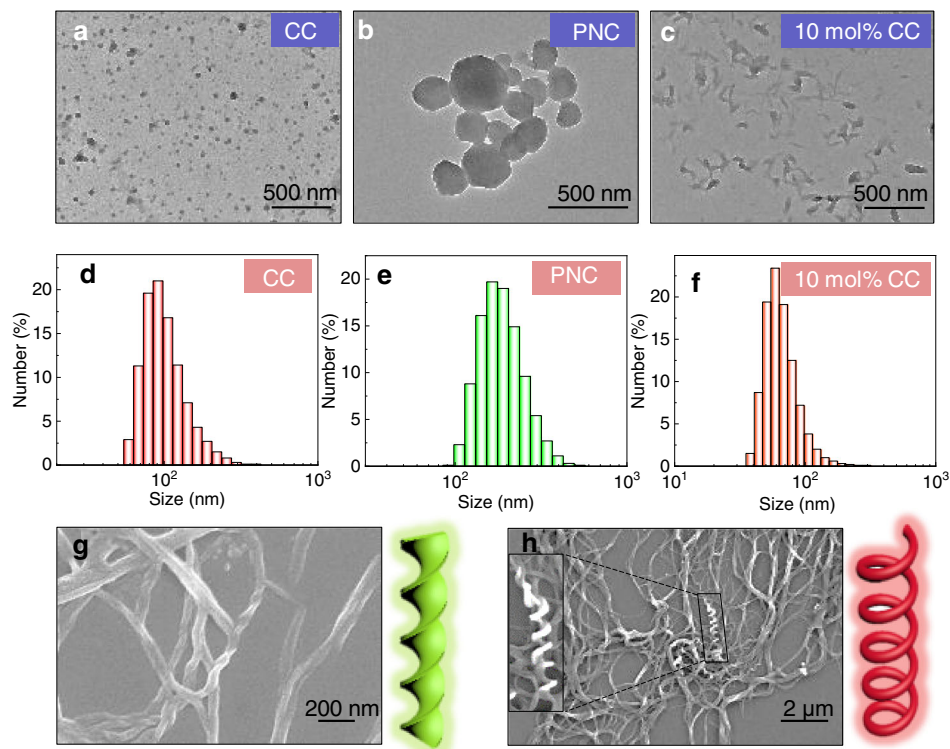 a
CC
500 nm
b
PNC
500 nm
c
10 mol% CC
500 nm
d
CC
Number (%)
20
15
10
5
0
10²
10³
Size (nm)
e
PNC
Number (%)
20
15
10
5
0
10²
10³
Size (nm)
f
10 mol% CC
Number (%)
20
15
10
5
0
10¹
10²
10³
Size (nm)
g
200 nm
h
2 µm